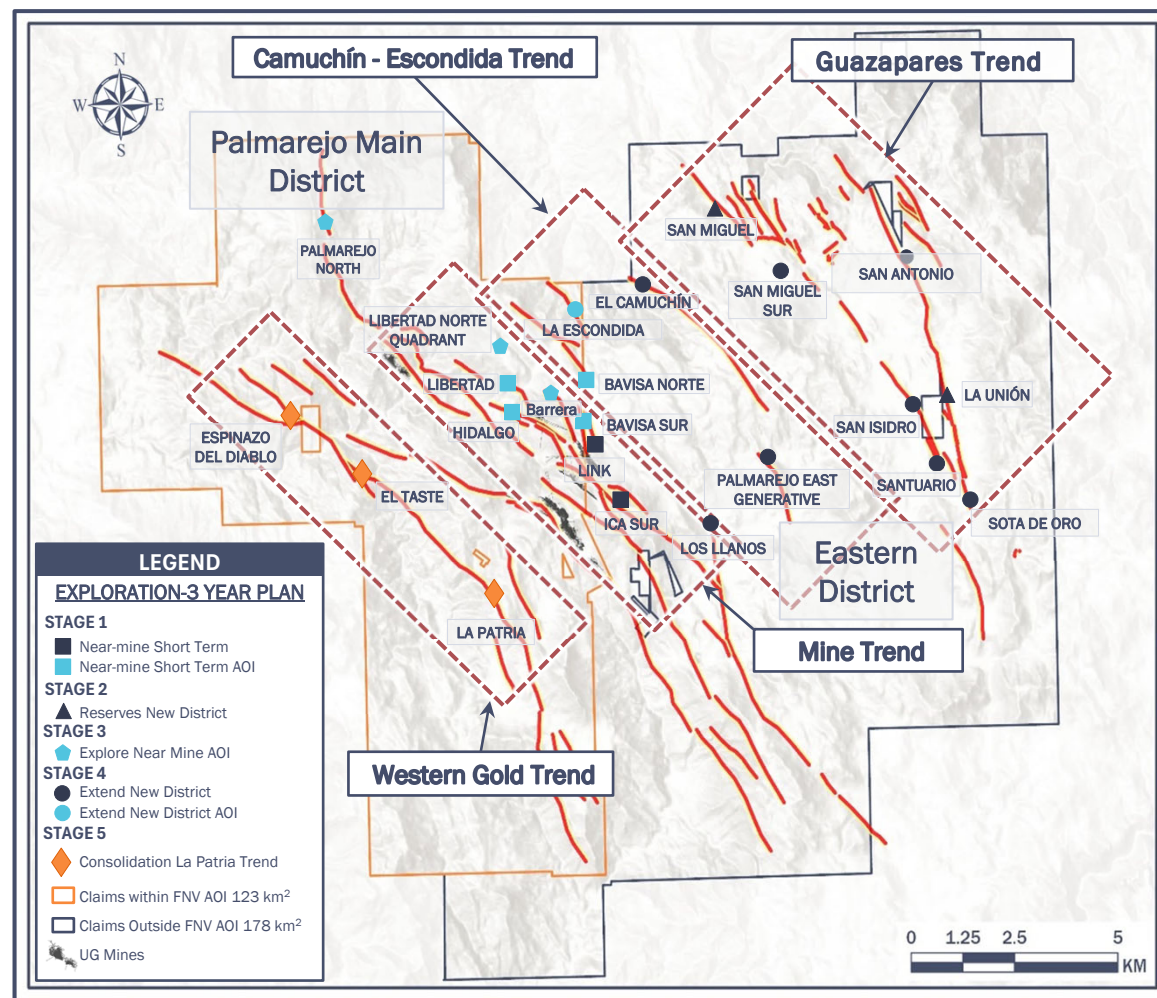 Camuchín - Escondida Trend
Guazapares Trend
N
W
E
S
Palmarejo Main
District
PALMAREJO
NORTH
SAN MIGUEL
SAN MIGUEL
SUR
SAN ANTONIO
EL CAMUCHÍN
LA ESCONDIDA
LIBERTAD NORTE
QUADRANT
LIBERTAD
BAVISA NORTE
Barrera
HIDALGO
BAVISA SUR
LINK
LA UNIÓN
SAN ISIDRO
ESPINAZO
DEL DIABLO
EL TASTE
PALMAREJO EAST
GENERATIVE
SANTUARIO
ICA SUR
SOTA DE ORO
LOS LLANOS
Eastern
District
LA PATRIA
Mine Trend
Western Gold Trend
LEGEND
EXPLORATION-3 YEAR PLAN
STAGE 1
Near-mine Short Term
Near-mine Short Term AOI
STAGE 2
Reserves New District
STAGE 3
Explore Near Mine AOI
STAGE 4
Extend New District
Extend New District AOI
STAGE 5
Consolidation La Patria Trend
Claims within FNV AOI 123 km²
Claims Outside FNV AOI 178 km²
UG Mines
0 1.25 2.5 5
KM